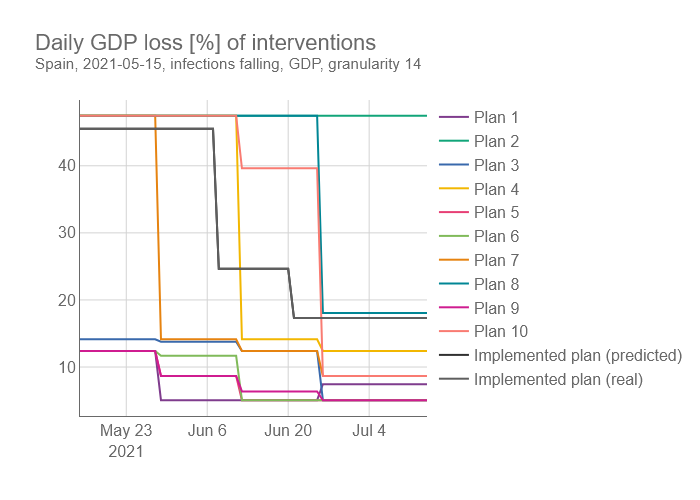 Daily GDP loss [%] of interventions
Spain, 2021-05-15, infections falling, GDP, granularity 14
40
30
20
10
May 23
2021
Jun 6
Jun 20
Jul 4
Plan 1
Plan 2
Plan 3
Plan 4
Plan 5
Plan 6
Plan 7
Plan 8
Plan 9
Plan 10
Implemented plan (predicted)
Implemented plan (real)